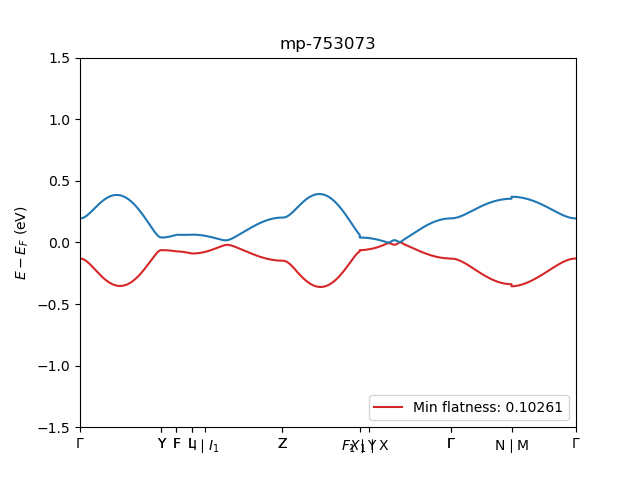 mp-753073
1.5
1.0
0.5
0.0
−0.5
−1.0
−1.5
E − E_F (eV)
Min flatness: 0.10261
Γ Y F L I | I₁ Z X | Y | X Γ N | M Γ